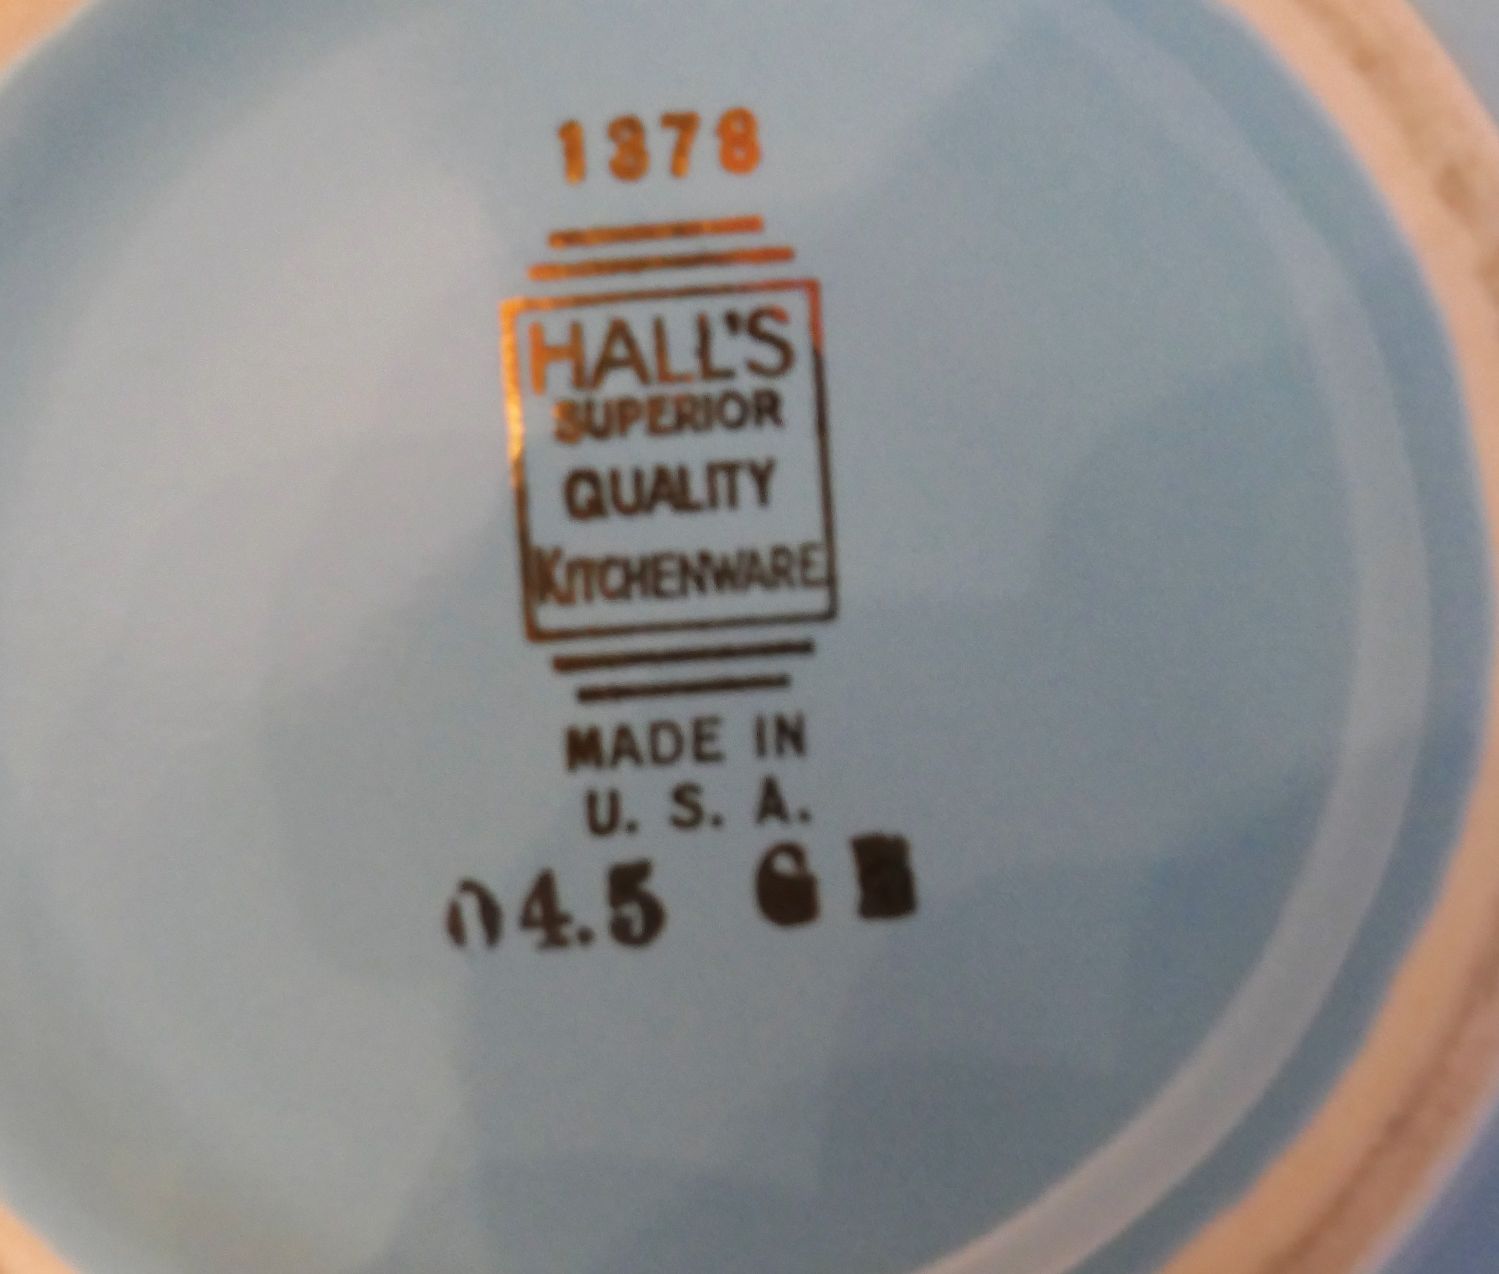 1378
HALL'S
SUPERIOR
QUALITY
KITCHENWARE
MADE IN
U. S. A.
04.5 G